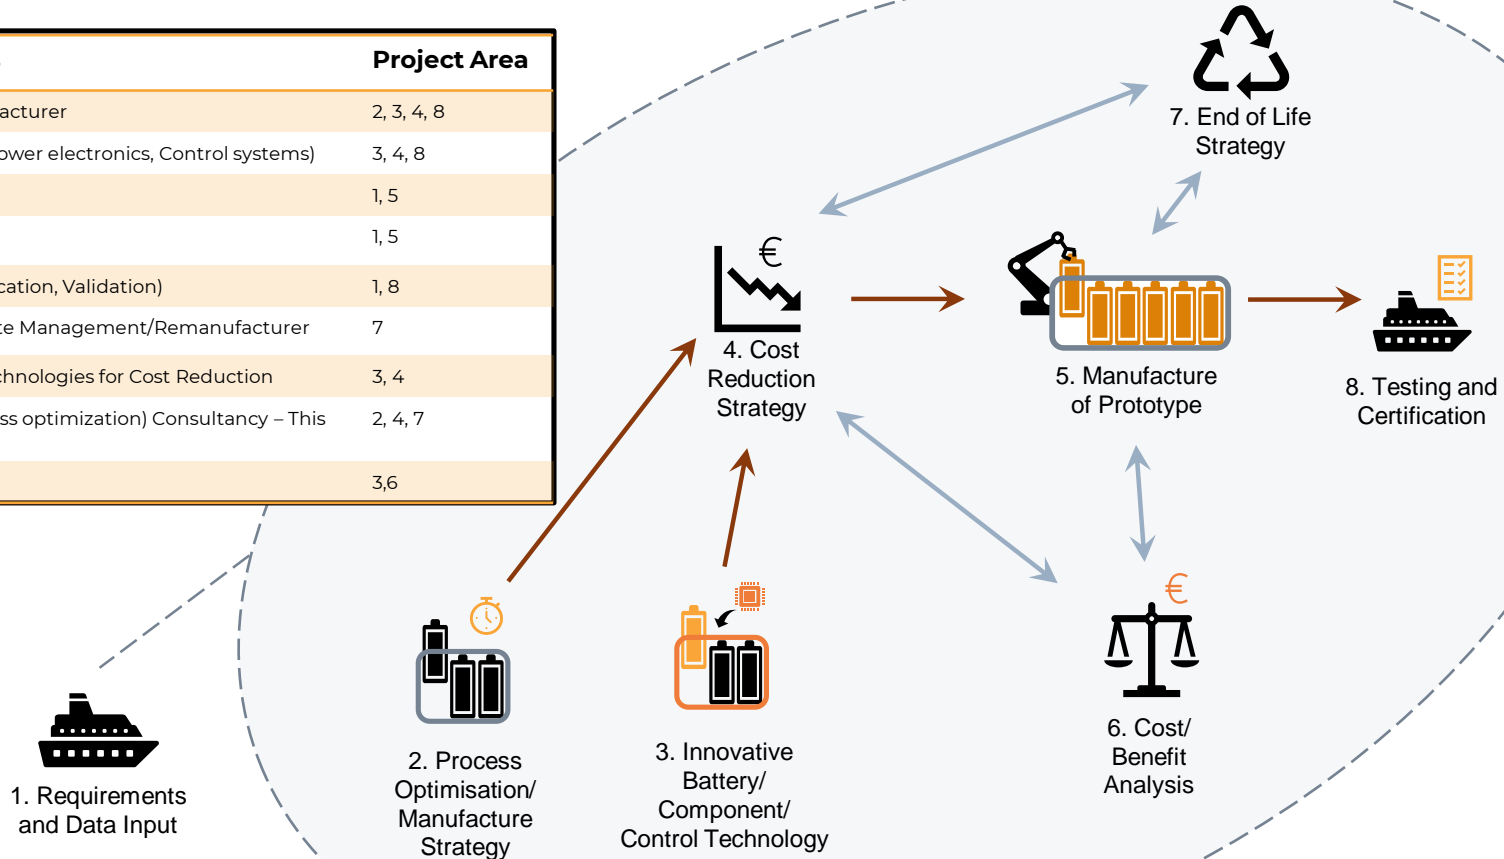 Project Area
acturer 2, 3, 4, 8
ower electronics, Control systems) 3, 4, 8
1, 5
1, 5
cation, Validation) 1, 8
te Management/Remanufacturer 7
chnologies for Cost Reduction 3, 4
ss optimization) Consultancy – This 2, 4, 7
3,6
7. End of Life
Strategy
€
4. Cost
Reduction
Strategy
5. Manufacture
of Prototype
8. Testing and
Certification
€
6. Cost/
Benefit
Analysis
1. Requirements
and Data Input
2. Process
Optimisation/
Manufacture
Strategy
3. Innovative
Battery/
Component/
Control Technology